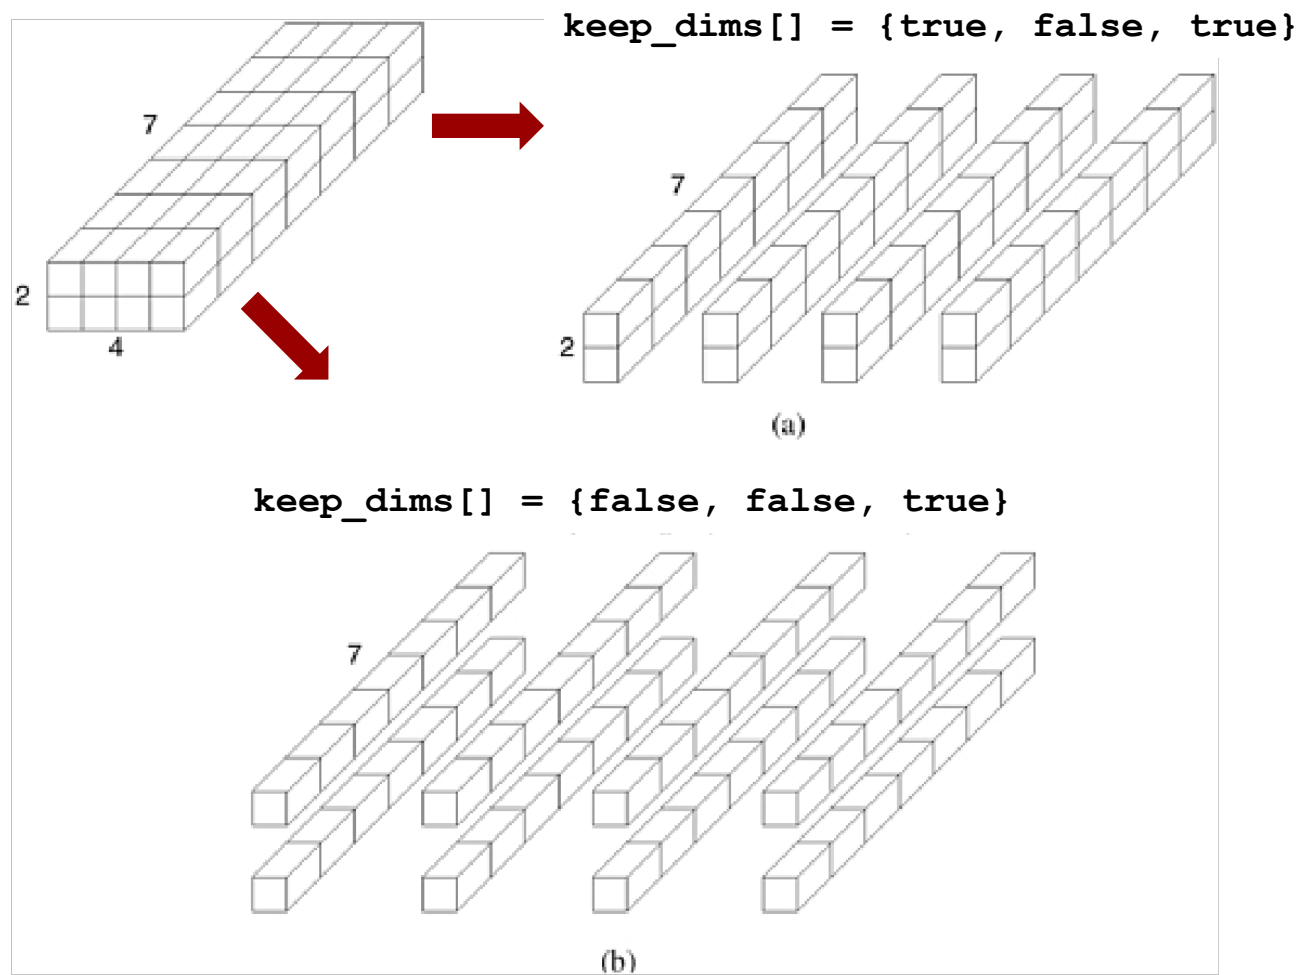 keep_dims[] = {true, false, true}
7
2
4
7
2
(a)
keep_dims[] = {false, false, true}
7
(b)